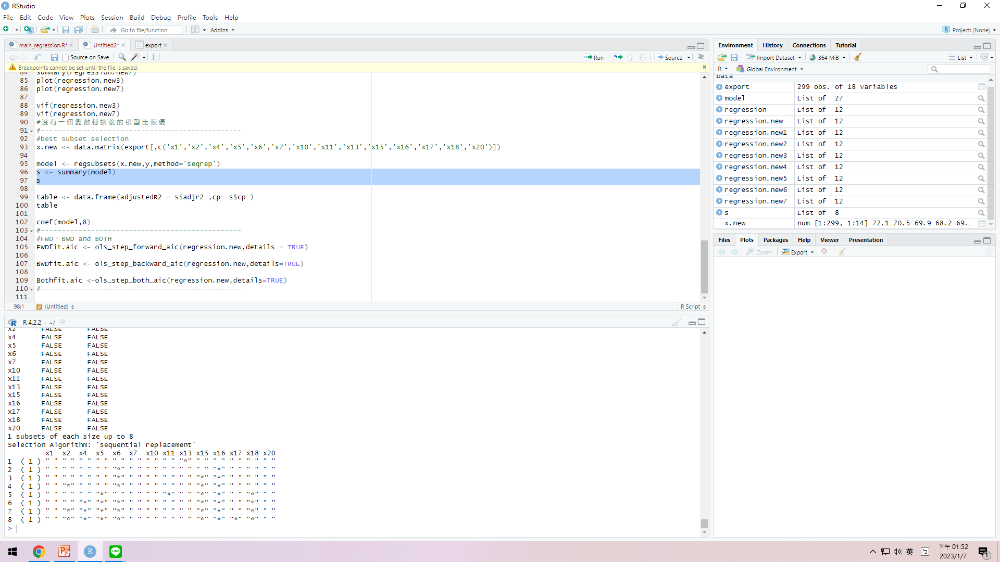 RStudio
File Edit Code View Plots Session Build Debug Profile Tools Help
Go to file/function Addins Project: (None)
main_regression.R* Untitled2* export
Source on Save Run Source
Breakpoints cannot be set until the file is saved.
84 summary(regression.new7)
85 plot(regression.new3)
86 plot(regression.new7)
87
88 vif(regression.new3)
89 vif(regression.new7)
90 #沒有一個變數轉換後的模型比較優
91 #------------------------------------------------
92 #best subset selection
93 x.new <- data.matrix(export[,c('x1','x2','x4','x5','x6','x7','x10','x11','x13','x15','x16','x17','x18','x20')])
94
95 model <- regsubsets(x.new,y,method='seqrep')
96 s <- summary(model)
97 s
98
99 table <- data.frame(adjustedR2 = s$adjr2 ,cp= s$cp )
100 table
101
102 coef(model,8)
103 #------------------------------------------------
104 #FWD、BWD and BOTH
105 FWDfit.aic <- ols_step_forward_aic(regression.new,details = TRUE)
106
107 BWDfit.aic <- ols_step_backward_aic(regression.new,details=TRUE)
108
109 Bothfit.aic <-ols_step_both_aic(regression.new,details=TRUE)
110 #------------------------------------------------
111
98:1 # (Untitled) R Script
R 4.2.2 · ~/
x2 FALSE FALSE
x4 FALSE FALSE
x5 FALSE FALSE
x6 FALSE FALSE
x7 FALSE FALSE
x10 FALSE FALSE
x11 FALSE FALSE
x13 FALSE FALSE
x15 FALSE FALSE
x16 FALSE FALSE
x17 FALSE FALSE
x18 FALSE FALSE
x20 FALSE FALSE
1 subsets of each size up to 8
Selection Algorithm: 'sequential replacement'
x1 x2 x4 x5 x6 x7 x10 x11 x13 x15 x16 x17 x18 x20
1 ( 1 ) " " " " " " " " " " " " " " " " "*" " " " " " " " " " "
2 ( 1 ) " " " " " " " " "*" " " " " " " " " " " "*" " " " " " "
3 ( 1 ) " " " " " " " " "*" " " " " " " " " "*" "*" " " " " " "
4 ( 1 ) " " "*" " " " " "*" " " " " " " " " "*" "*" " " " " " "
5 ( 1 ) " " " " " " "*" " " " " " " "*" " " "*" "*" " " "*" " "
6 ( 1 ) " " " " "*" "*" "*" " " " " " " " " "*" "*" " " "*" " "
7 ( 1 ) " " "*" "*" "*" "*" " " " " " " " " "*" "*" " " "*" " "
8 ( 1 ) " " "*" "*" "*" "*" " " " " " " " " "*" "*" "*" "*" " "
>
Environment History Connections Tutorial
Import Dataset 364 MiB List
R Global Environment
Data
export 299 obs. of 18 variables
model List of 27
regression List of 12
regression.new List of 12
regression.new1 List of 12
regression.new2 List of 12
regression.new3 List of 12
regression.new4 List of 12
regression.new5 List of 12
regression.new6 List of 12
regression.new7 List of 12
s List of 8
x.new num [1:299, 1:14] 72.1 70.5 69.9 68.2 69.…
Files Plots Packages Help Viewer Presentation
Zoom Export
英 ㄅ 下午 01:52
2023/1/7
1